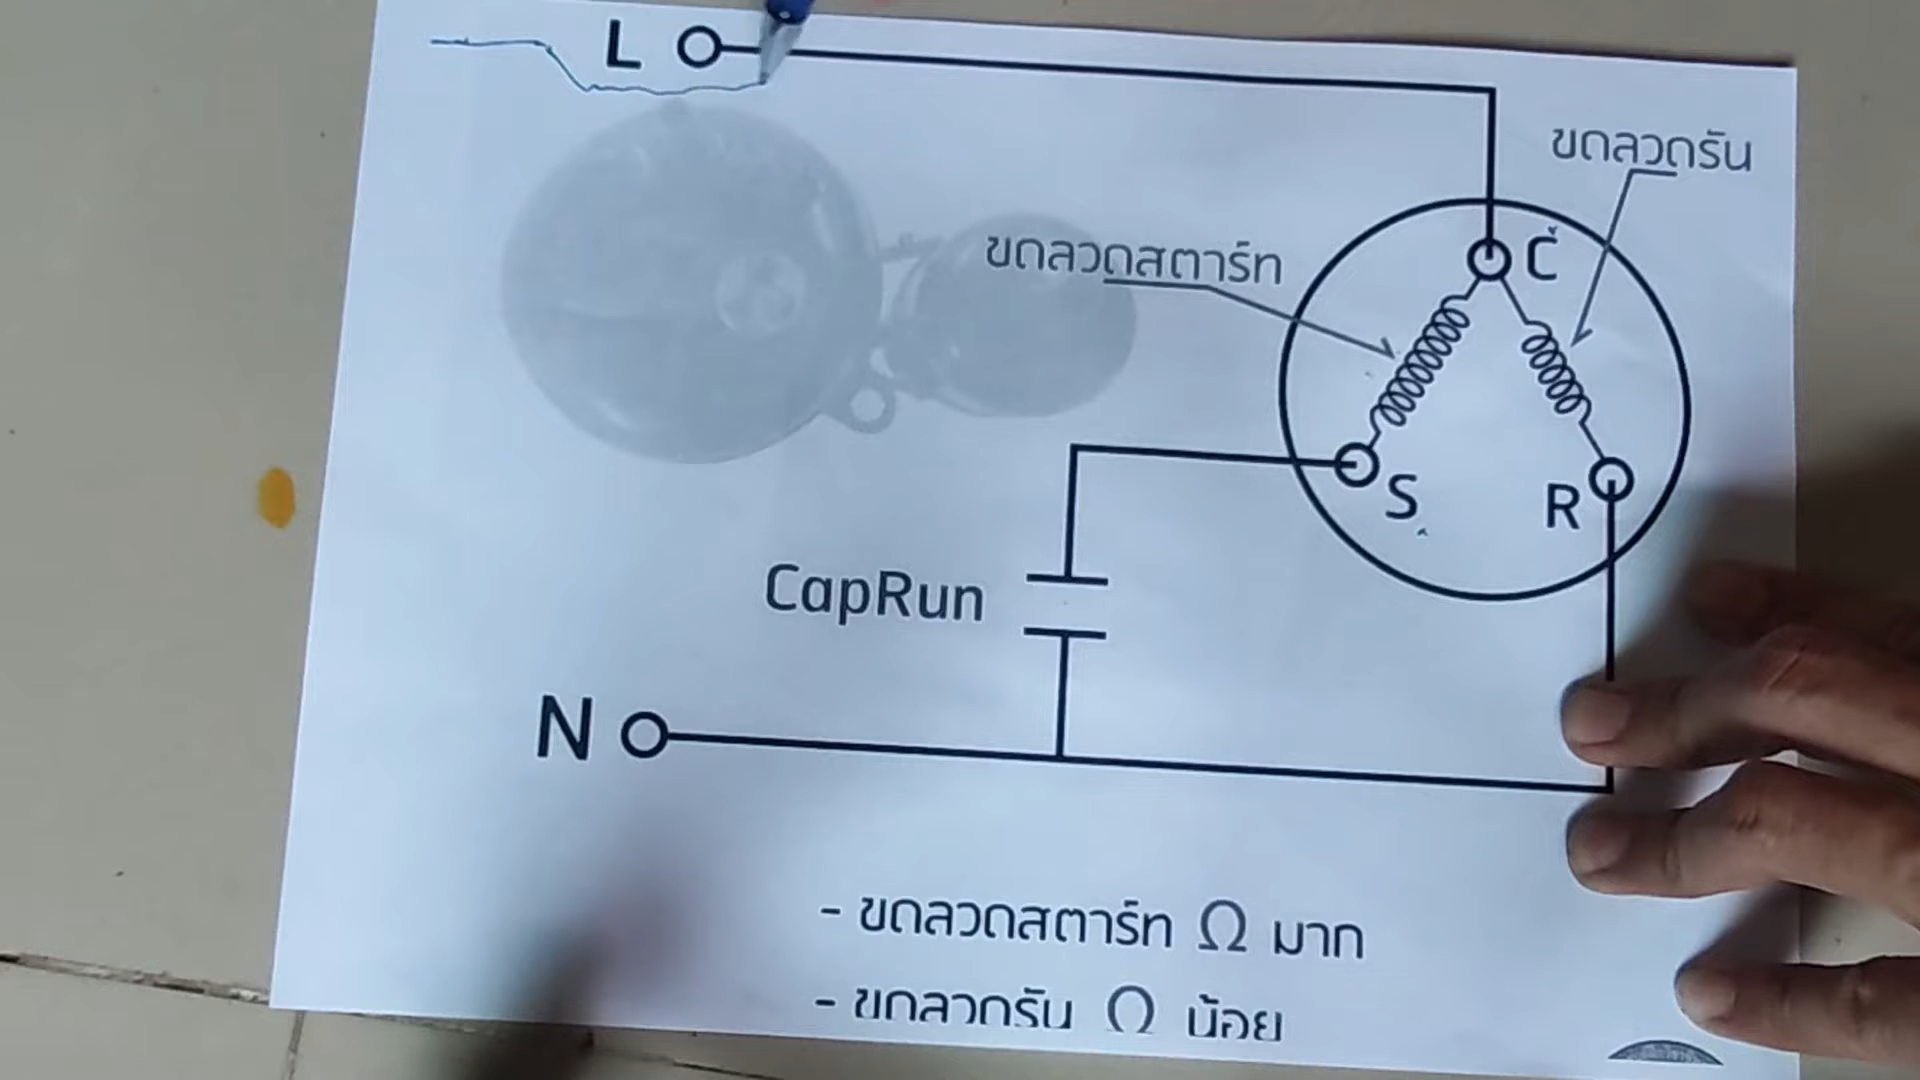 L
ขดลวดรัน
ขดลวดสตาร์ท
C
S
R
CapRun
N
- ขดลวดสตาร์ท Ω มาก
- ขดลวดรัน Ω น้อย